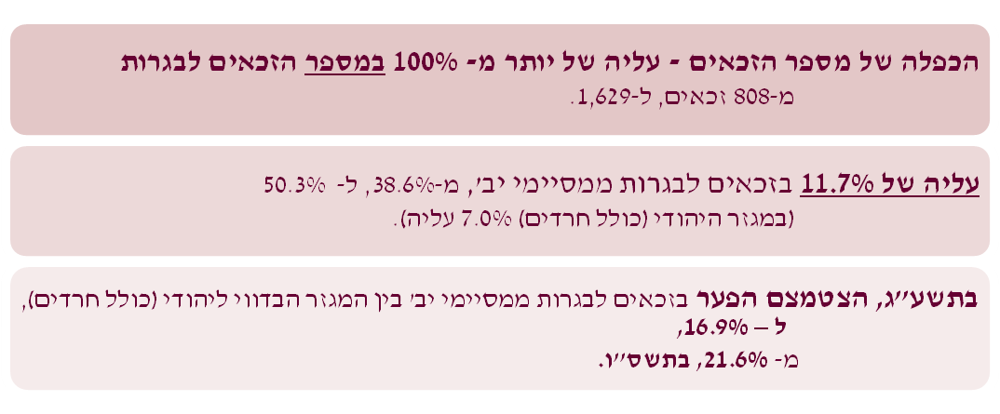 הכפלה של מספר הזכאים - עליה של יותר מ- 100% במספר הזכאים לבגרות
מ-808 זכאים, ל-1,629.
עליה של 11.7% בזכאים לבגרות ממסיימי יב', מ-38.6%, ל- 50.3%
(במגזר היהודי (כולל חרדים) 7.0% עליה).
בתשע''ג, הצטמצם הפער בזכאים לבגרות ממסיימי יב' בין המגזר הבדווי ליהודי (כולל חרדים),
ל – 16.9%,
מ- 21.6%, בתשס''ו.